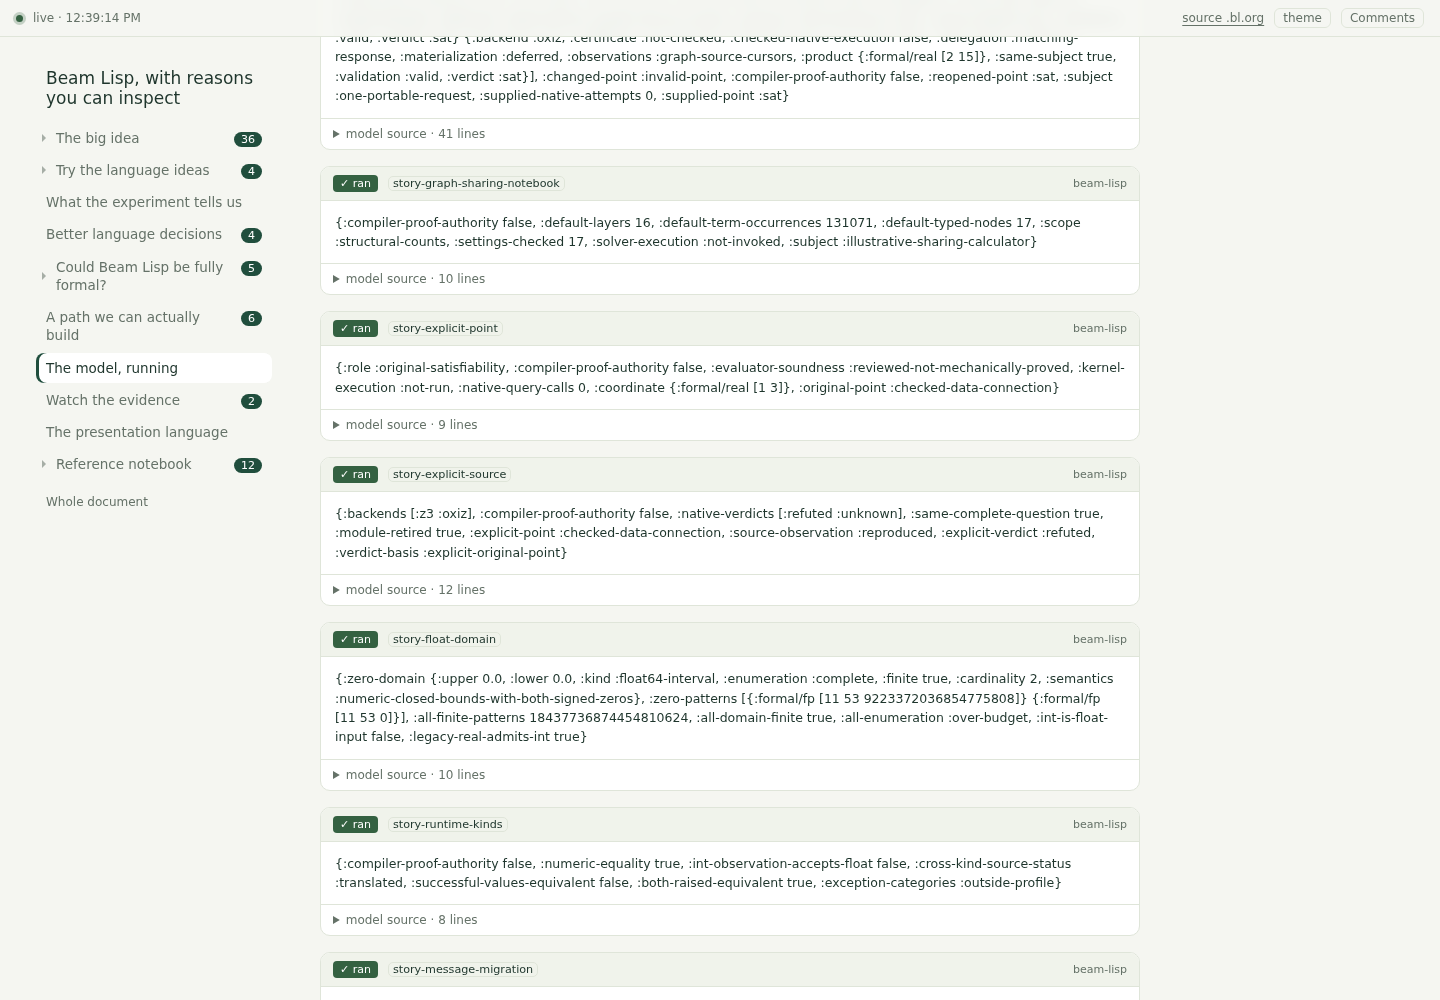 live · 12:39:14 PM
source .bl.org
theme
Comments
Beam Lisp, with reasons
you can inspect
The big idea
36
Try the language ideas
4
What the experiment tells us
Better language decisions
4
Could Beam Lisp be fully
formal?
5
A path we can actually
build
6
The model, running
Watch the evidence
2
The presentation language
Reference notebook
12
Whole document
:valid, :verdict :sat} {:backend :oxiz, :certificate :not-checked, :checked-native-execution false, :delegation :matching-
response, :materialization :deferred, :observations :graph-source-cursors, :product {:formal/real [2 15]}, :same-subject true,
:validation :valid, :verdict :sat}], :changed-point :invalid-point, :compiler-proof-authority false, :reopened-point :sat, :subject
:one-portable-request, :supplied-native-attempts 0, :supplied-point :sat}
▶ model source · 41 lines
✓ ran story-graph-sharing-notebook beam-lisp
{:compiler-proof-authority false, :default-layers 16, :default-term-occurrences 131071, :default-typed-nodes 17, :scope
:structural-counts, :settings-checked 17, :solver-execution :not-invoked, :subject :illustrative-sharing-calculator}
▶ model source · 10 lines
✓ ran story-explicit-point beam-lisp
{:role :original-satisfiability, :compiler-proof-authority false, :evaluator-soundness :reviewed-not-mechanically-proved, :kernel-
execution :not-run, :native-query-calls 0, :coordinate {:formal/real [1 3]}, :original-point :checked-data-connection}
▶ model source · 9 lines
✓ ran story-explicit-source beam-lisp
{:backends [:z3 :oxiz], :compiler-proof-authority false, :native-verdicts [:refuted :unknown], :same-complete-question true,
:module-retired true, :explicit-point :checked-data-connection, :source-observation :reproduced, :explicit-verdict :refuted,
:verdict-basis :explicit-original-point}
▶ model source · 12 lines
✓ ran story-float-domain beam-lisp
{:zero-domain {:upper 0.0, :lower 0.0, :kind :float64-interval, :enumeration :complete, :finite true, :cardinality 2, :semantics
:numeric-closed-bounds-with-both-signed-zeros}, :zero-patterns [{:formal/fp [11 53 9223372036854775808]} {:formal/fp
[11 53 0]}], :all-finite-patterns 18437736874454810624, :all-domain-finite true, :all-enumeration :over-budget, :int-is-float-
input false, :legacy-real-admits-int true}
▶ model source · 10 lines
✓ ran story-runtime-kinds beam-lisp
{:compiler-proof-authority false, :numeric-equality true, :int-observation-accepts-float false, :cross-kind-source-status
:translated, :successful-values-equivalent false, :both-raised-equivalent true, :exception-categories :outside-profile}
▶ model source · 8 lines
✓ ran story-message-migration beam-lisp